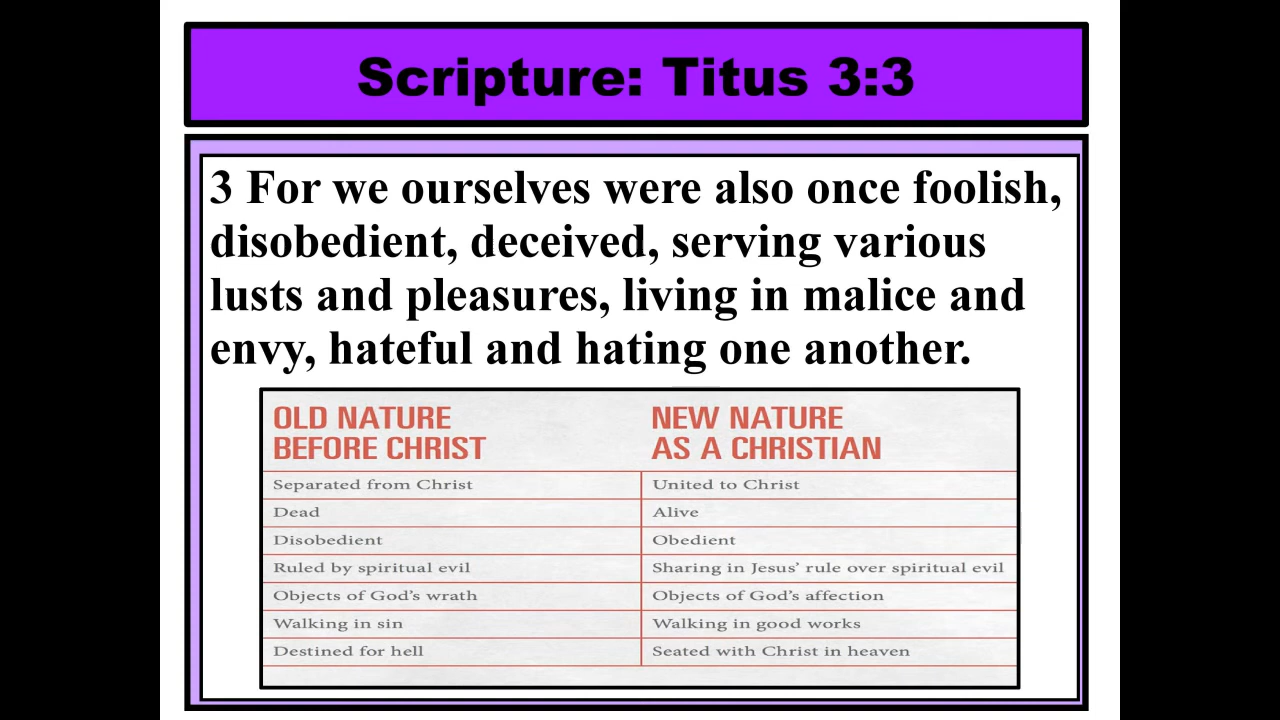 Scripture: Titus 3:3
3 For we ourselves were also once foolish,
disobedient, deceived, serving various
lusts and pleasures, living in malice and
envy, hateful and hating one another.
OLD NATURE
BEFORE CHRIST
NEW NATURE
AS A CHRISTIAN
Separated from Christ
United to Christ
Dead
Alive
Disobedient
Obedient
Ruled by spiritual evil
Sharing in Jesus’ rule over spiritual evil
Objects of God’s wrath
Objects of God’s affection
Walking in sin
Walking in good works
Destined for hell
Seated with Christ in heaven